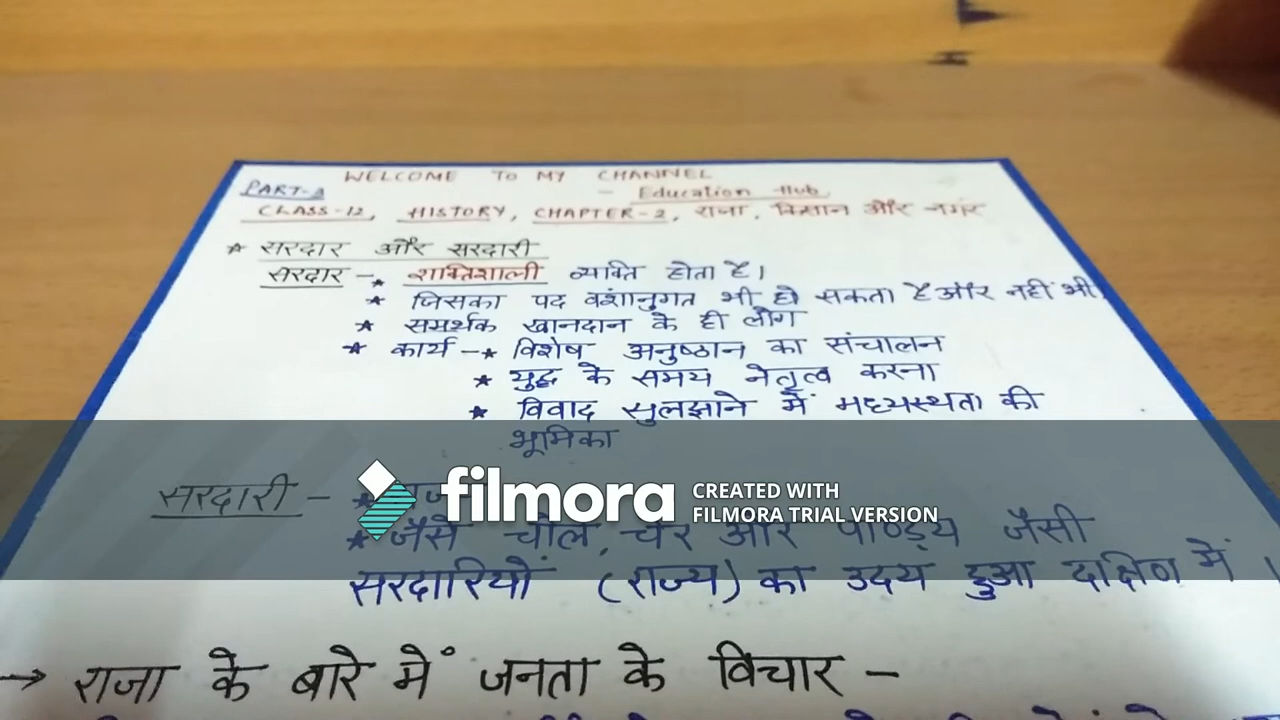 WELCOME TO MY CHANNEL
PART-2 - Education Hub
CLASS-12, HISTORY, CHAPTER-2, राजा, किसान और नगर
* सरदार और सरदारी
सरदार - * शक्तिशाली व्यक्ति होता है।
* जिसका पद वंशानुगत भी हो सकता है और नहीं भी
* समर्थक खानदान के ही लोग
* कार्य - * विशेष अनुष्ठान का संचालन
* युद्ध के समय नेतृत्व करना
* विवाद सुलझाने में मध्यस्थता की
भूमिका
सरदारी - *
filmora CREATED WITH
FILMORA TRIAL VERSION
* जैसे चोल, चेर और पाण्ड्य जैसी
सरदारियों (राज्य) का उदय हुआ दक्षिण में।
→ राजा के बारे में जनता के विचार -